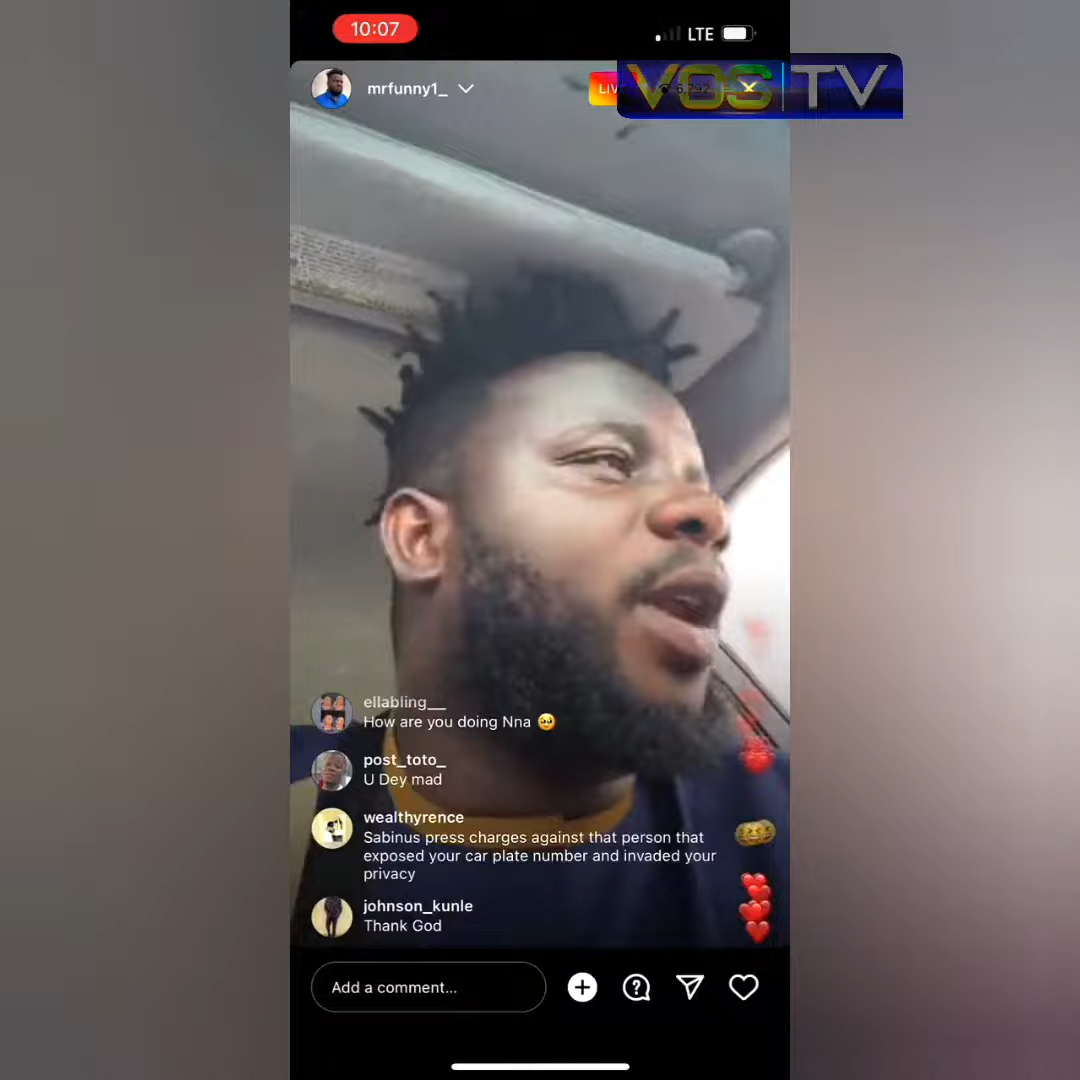 10:07
LTE
mrfunny1_
LIV
VOS TV
ellabling__
How are you doing Nna
post_toto_
U Dey mad
wealthyrence
Sabinus press charges against that person that
exposed your car plate number and invaded your
privacy
johnson_kunle
Thank God
Add a comment...